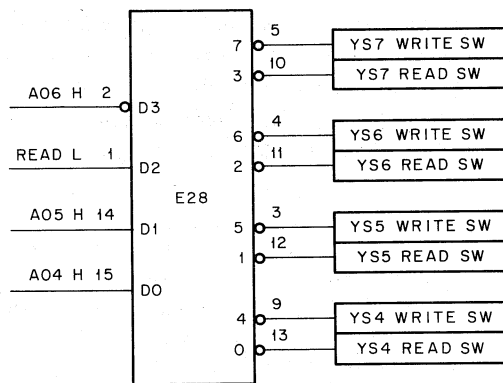 5
7
YS7 WRITE SW
10
3
YS7 READ SW
A06 H 2
D3
4
6
YS6 WRITE SW
READ L 1
D2
11
2
YS6 READ SW
E28
3
5
YS5 WRITE SW
A05 H 14
D1
12
1
YS5 READ SW
A04 H 15
D0
9
4
YS4 WRITE SW
13
0
YS4 READ SW